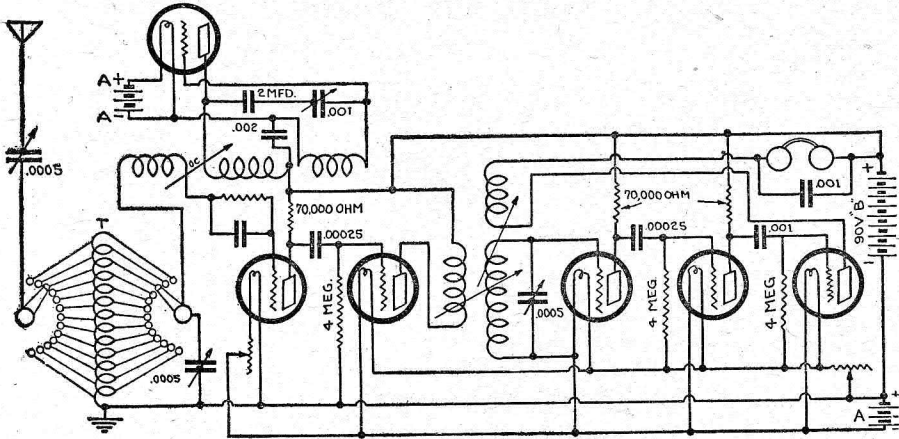 A+
A-
2 MFD.
.001
.002
.0005
OC
70,000 OHM
.00025
4 MEG.
T
.0005
.0005
70,000 OHM
.00025
.001
4 MEG.
4 MEG.
.001
+
90V "B"
-
+
A
-